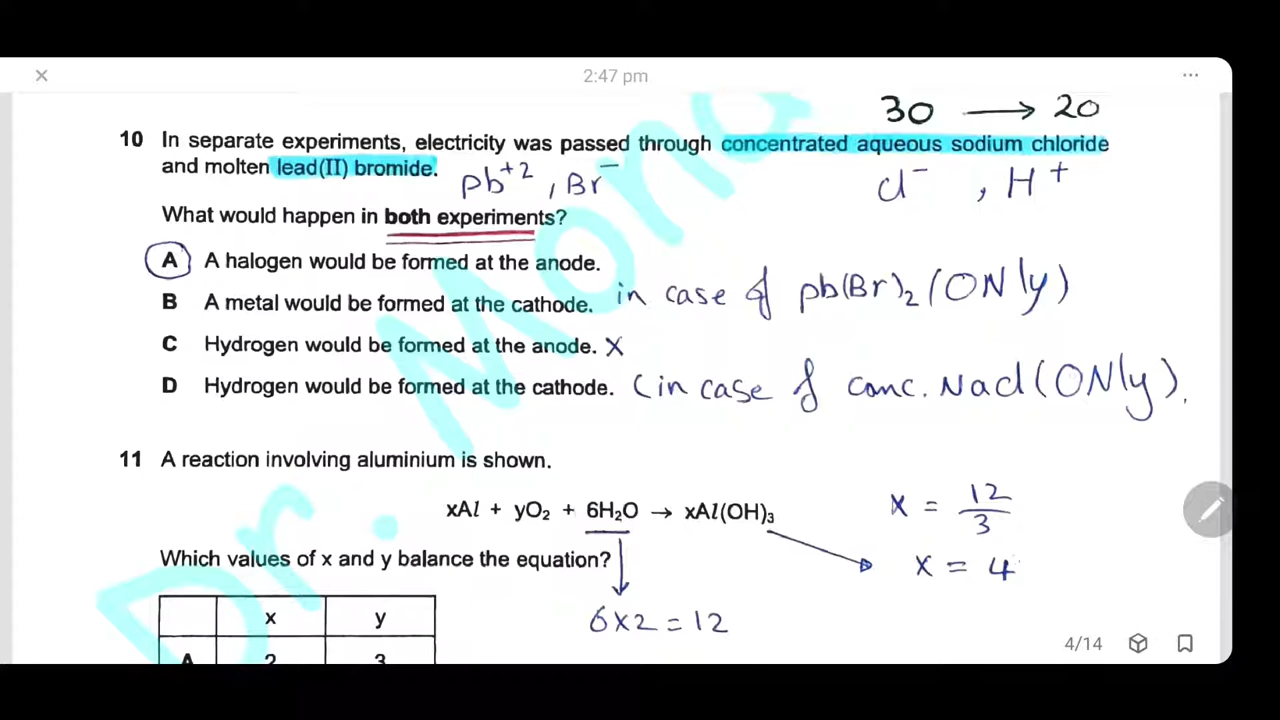 2:47 pm
30 → 20
10 In separate experiments, electricity was passed through concentrated aqueous sodium chloride
and molten lead(II) bromide. Pb⁺², Br⁻ Cl⁻, H⁺
What would happen in both experiments?
A A halogen would be formed at the anode.
B A metal would be formed at the cathode. in case of pb(Br)₂ (ONly)
C Hydrogen would be formed at the anode. X
D Hydrogen would be formed at the cathode. (in case of conc. Nacl (ONly).
11 A reaction involving aluminium is shown.
xAl + yO₂ + 6H₂O → xAl(OH)₃ x = 12/3
Which values of x and y balance the equation? x = 4
6x2 = 12
x y
A 2 3
4/14
Dr. Mona